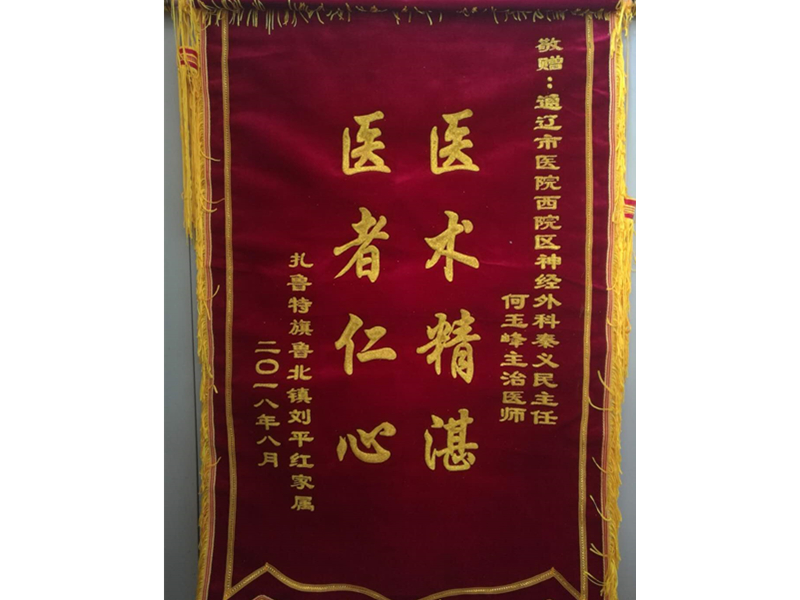 敬赠：通辽市医院西院区神经外科秦义民主任
何玉峰主治医师
医术精湛
医者仁心
扎鲁特旗鲁北镇刘平红家属
二〇一八年八月